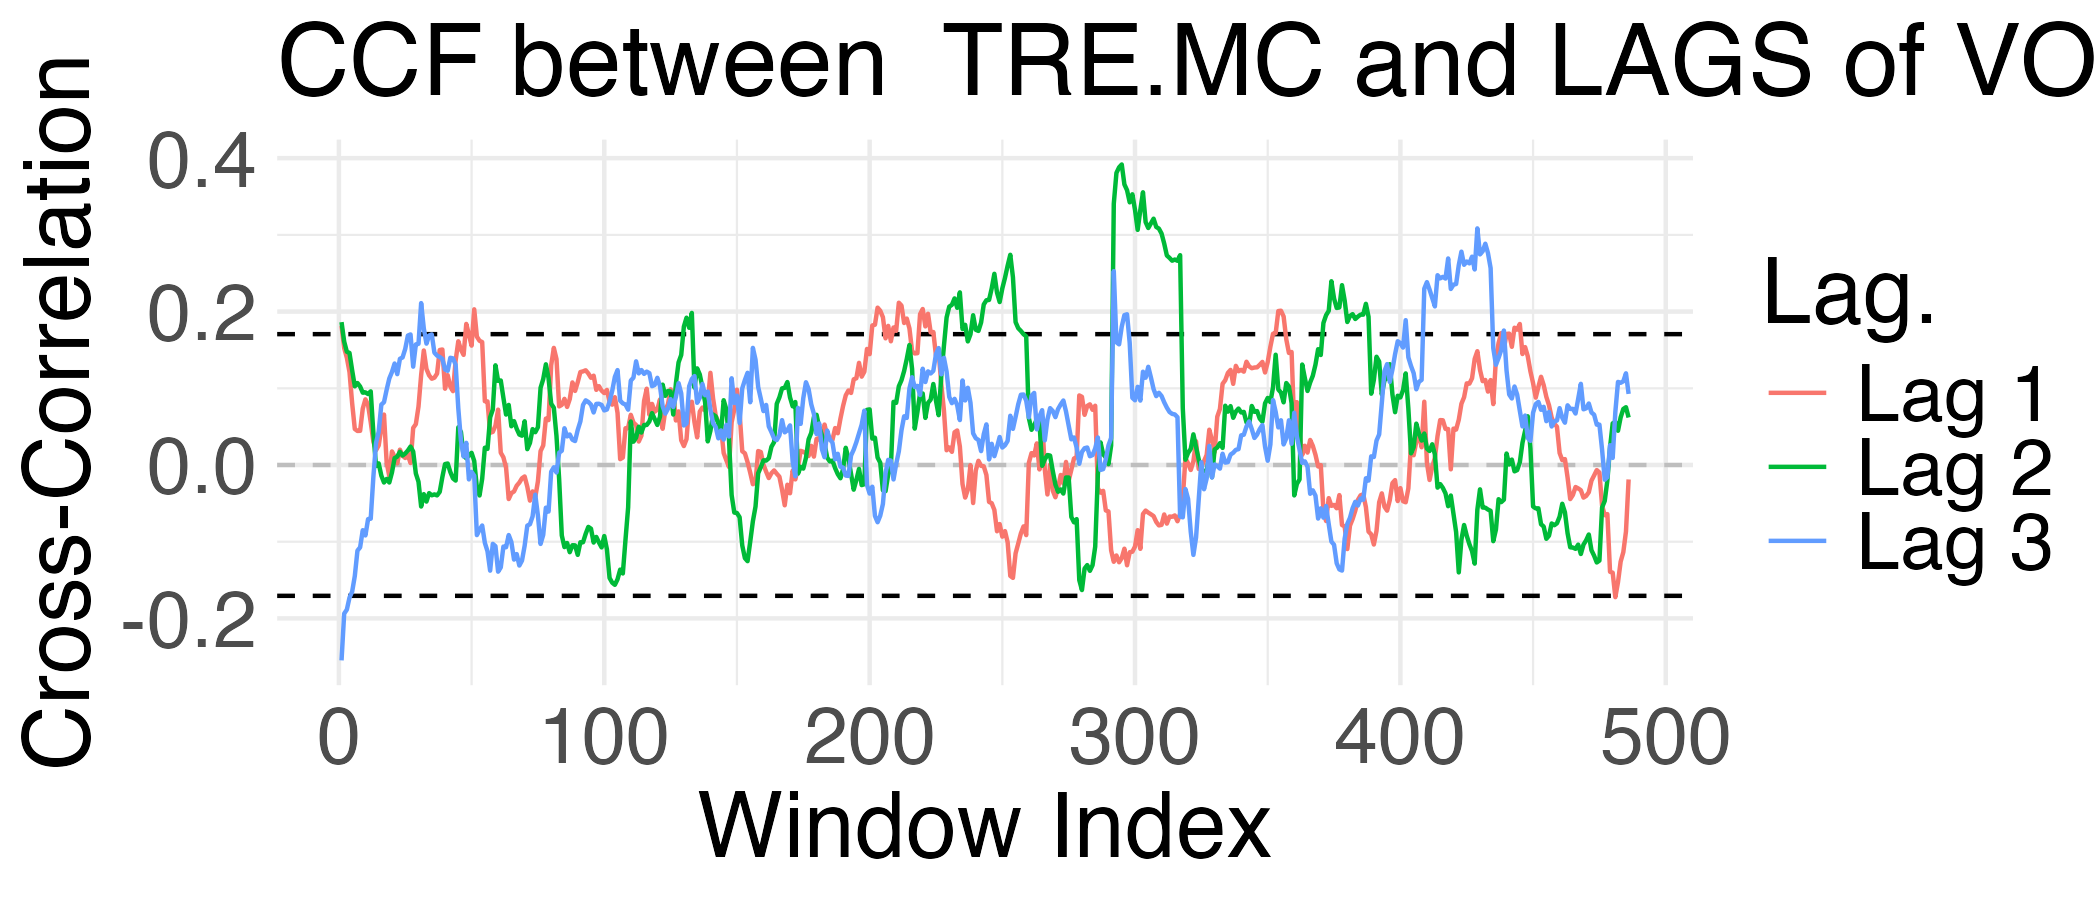 CCF between  TRE.MC and LAGS of VO
Cross-Correlation
0.4
0.2
0.0
-0.2
0 100 200 300 400 500
Window Index
Lag.
Lag 1
Lag 2
Lag 3